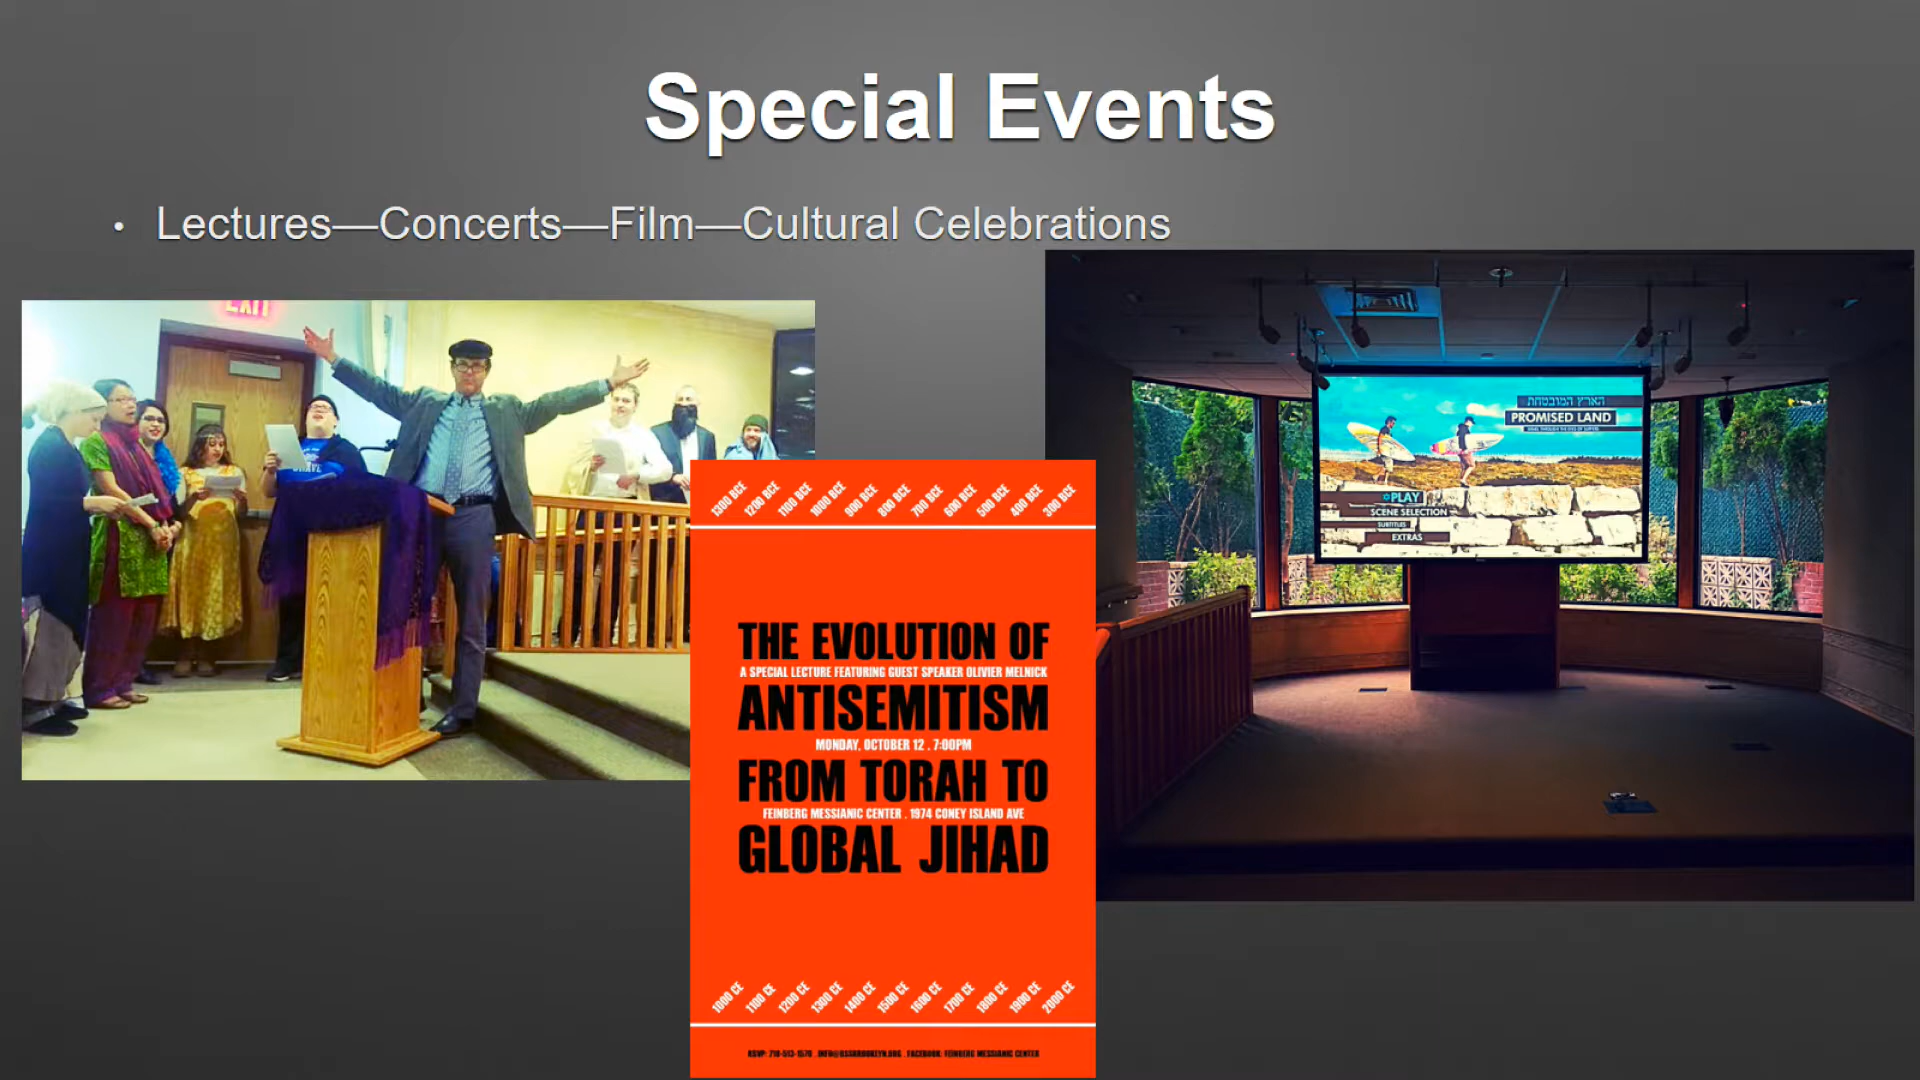 Special Events
• Lectures—Concerts—Film—Cultural Celebrations
EXIT
הארץ המובטחת
PROMISED LAND
PLAY
SCENE SELECTION
SUBTITLES
EXTRAS
1300 BCE 1200 BCE 1100 BCE 1000 BCE 900 BCE 800 BCE 700 BCE 600 BCE 500 BCE 400 BCE 300 BCE
THE EVOLUTION OF
A SPECIAL LECTURE FEATURING GUEST SPEAKER OLIVIER MELNICK
ANTISEMITISM
MONDAY, OCTOBER 12 . 7:00PM
FROM TORAH TO
FEINBERG MESSIANIC CENTER . 1974 CONEY ISLAND AVE
GLOBAL JIHAD
1000 CE 1100 CE 1200 CE 1300 CE 1400 CE 1500 CE 1600 CE 1700 CE 1800 CE 1900 CE 2000 CE
FACEBOOK: FEINBERG MESSIANIC CENTER